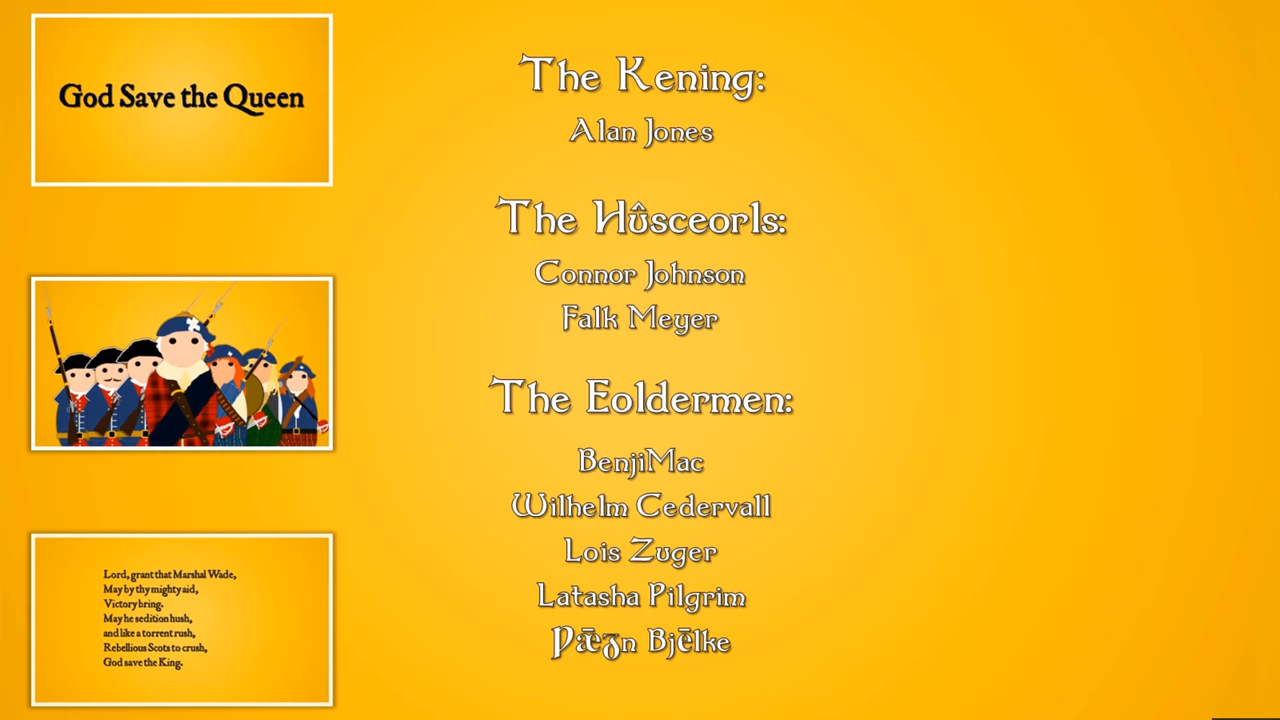 God Save the Queen
Lord, grant that Marshal Wade,
May by thy mighty aid,
Victory bring.
May he sedition hush,
and like a torrent rush,
Rebellious Scots to crush,
God save the King.
The Kening:
Alan Jones
The Hûsceorls:
Connor Johnson
Falk Meyer
The Eoldermen:
BenjiMac
Wilhelm Cedervall
Lois Zuger
Latasha Pilgrim
Bjēlke